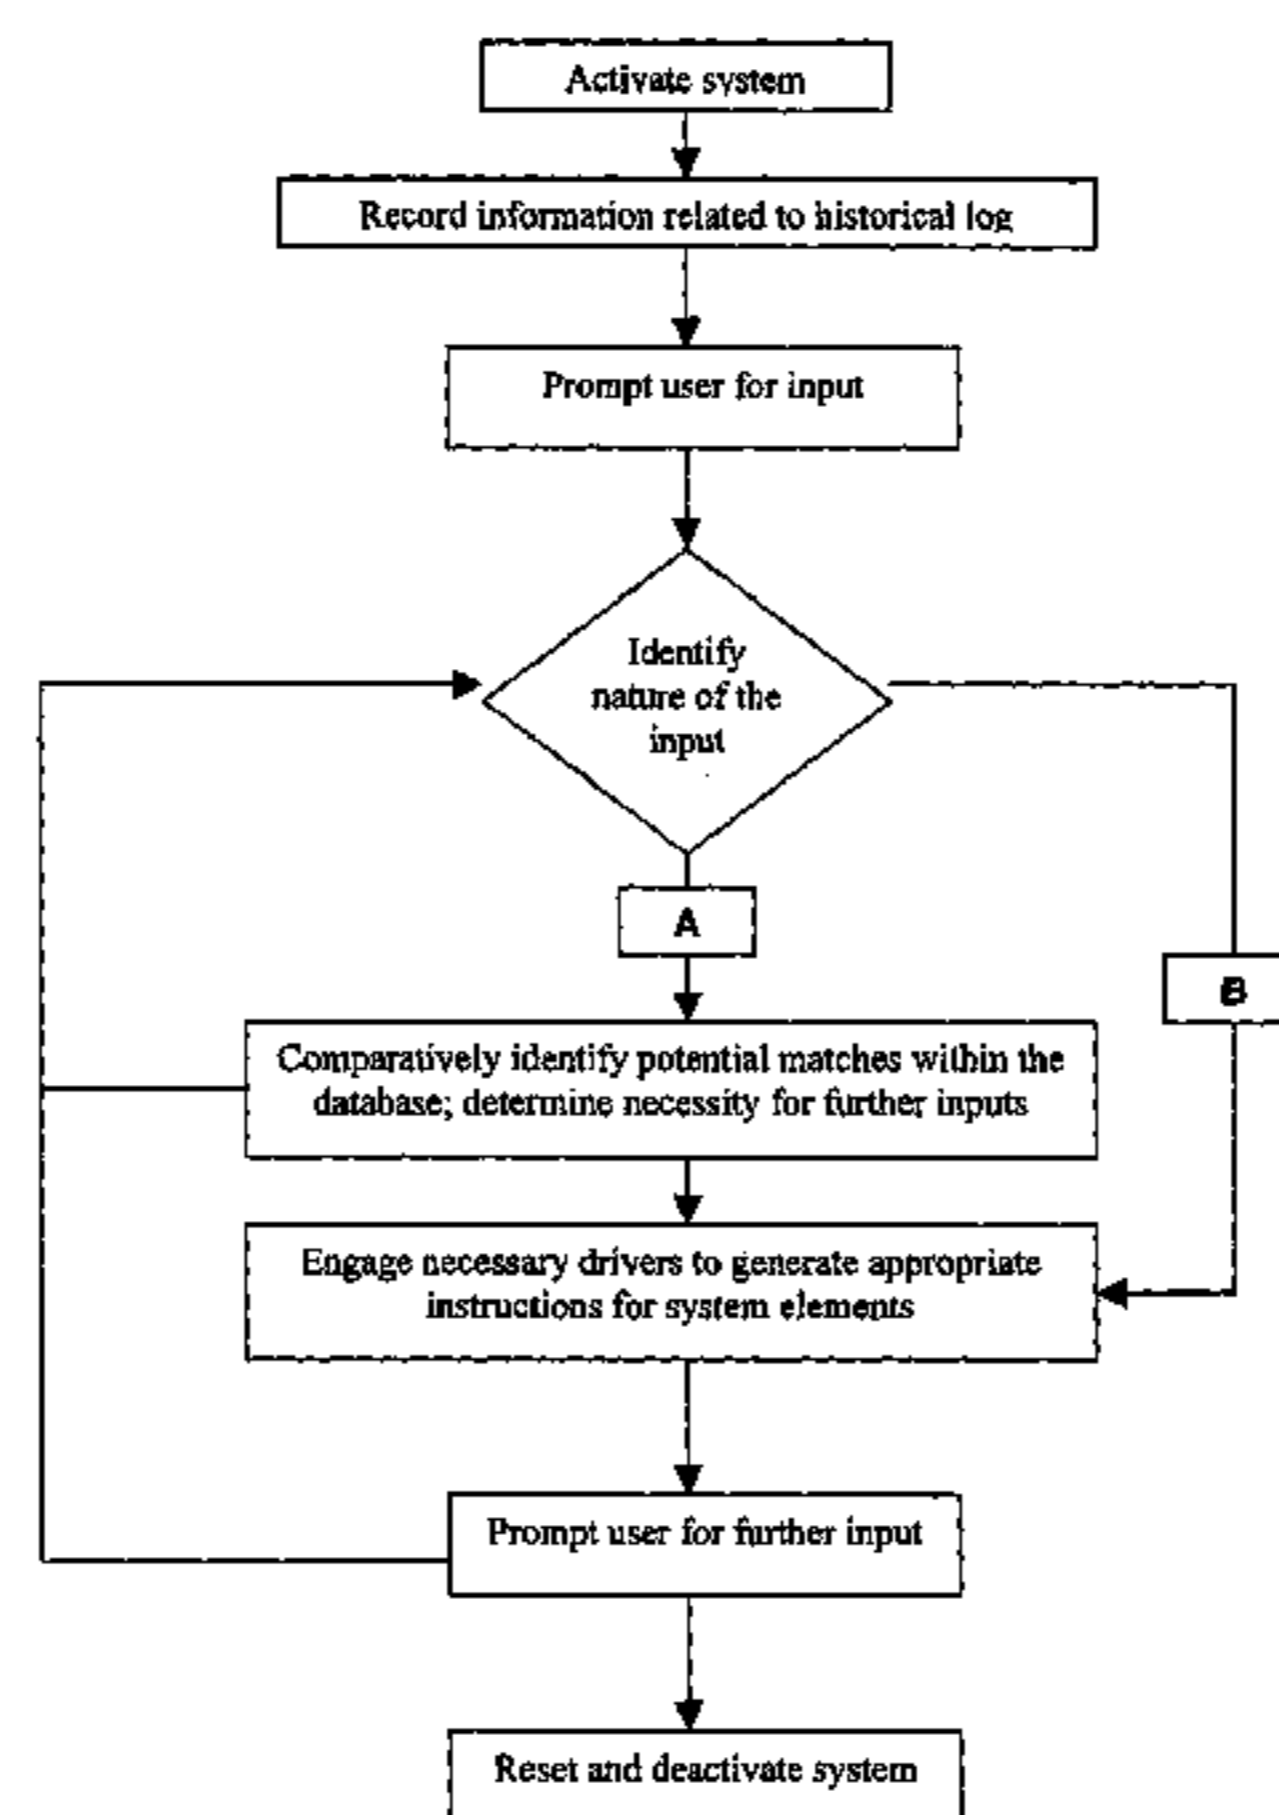 Activate system
Record information related to historical log
Prompt user for input
Identify
nature of the
input
A
B
Comparatively identify potential matches within the
database; determine necessity for further inputs
Engage necessary drivers to generate appropriate
instructions for system elements
Prompt user for further input
Reset and deactivate system